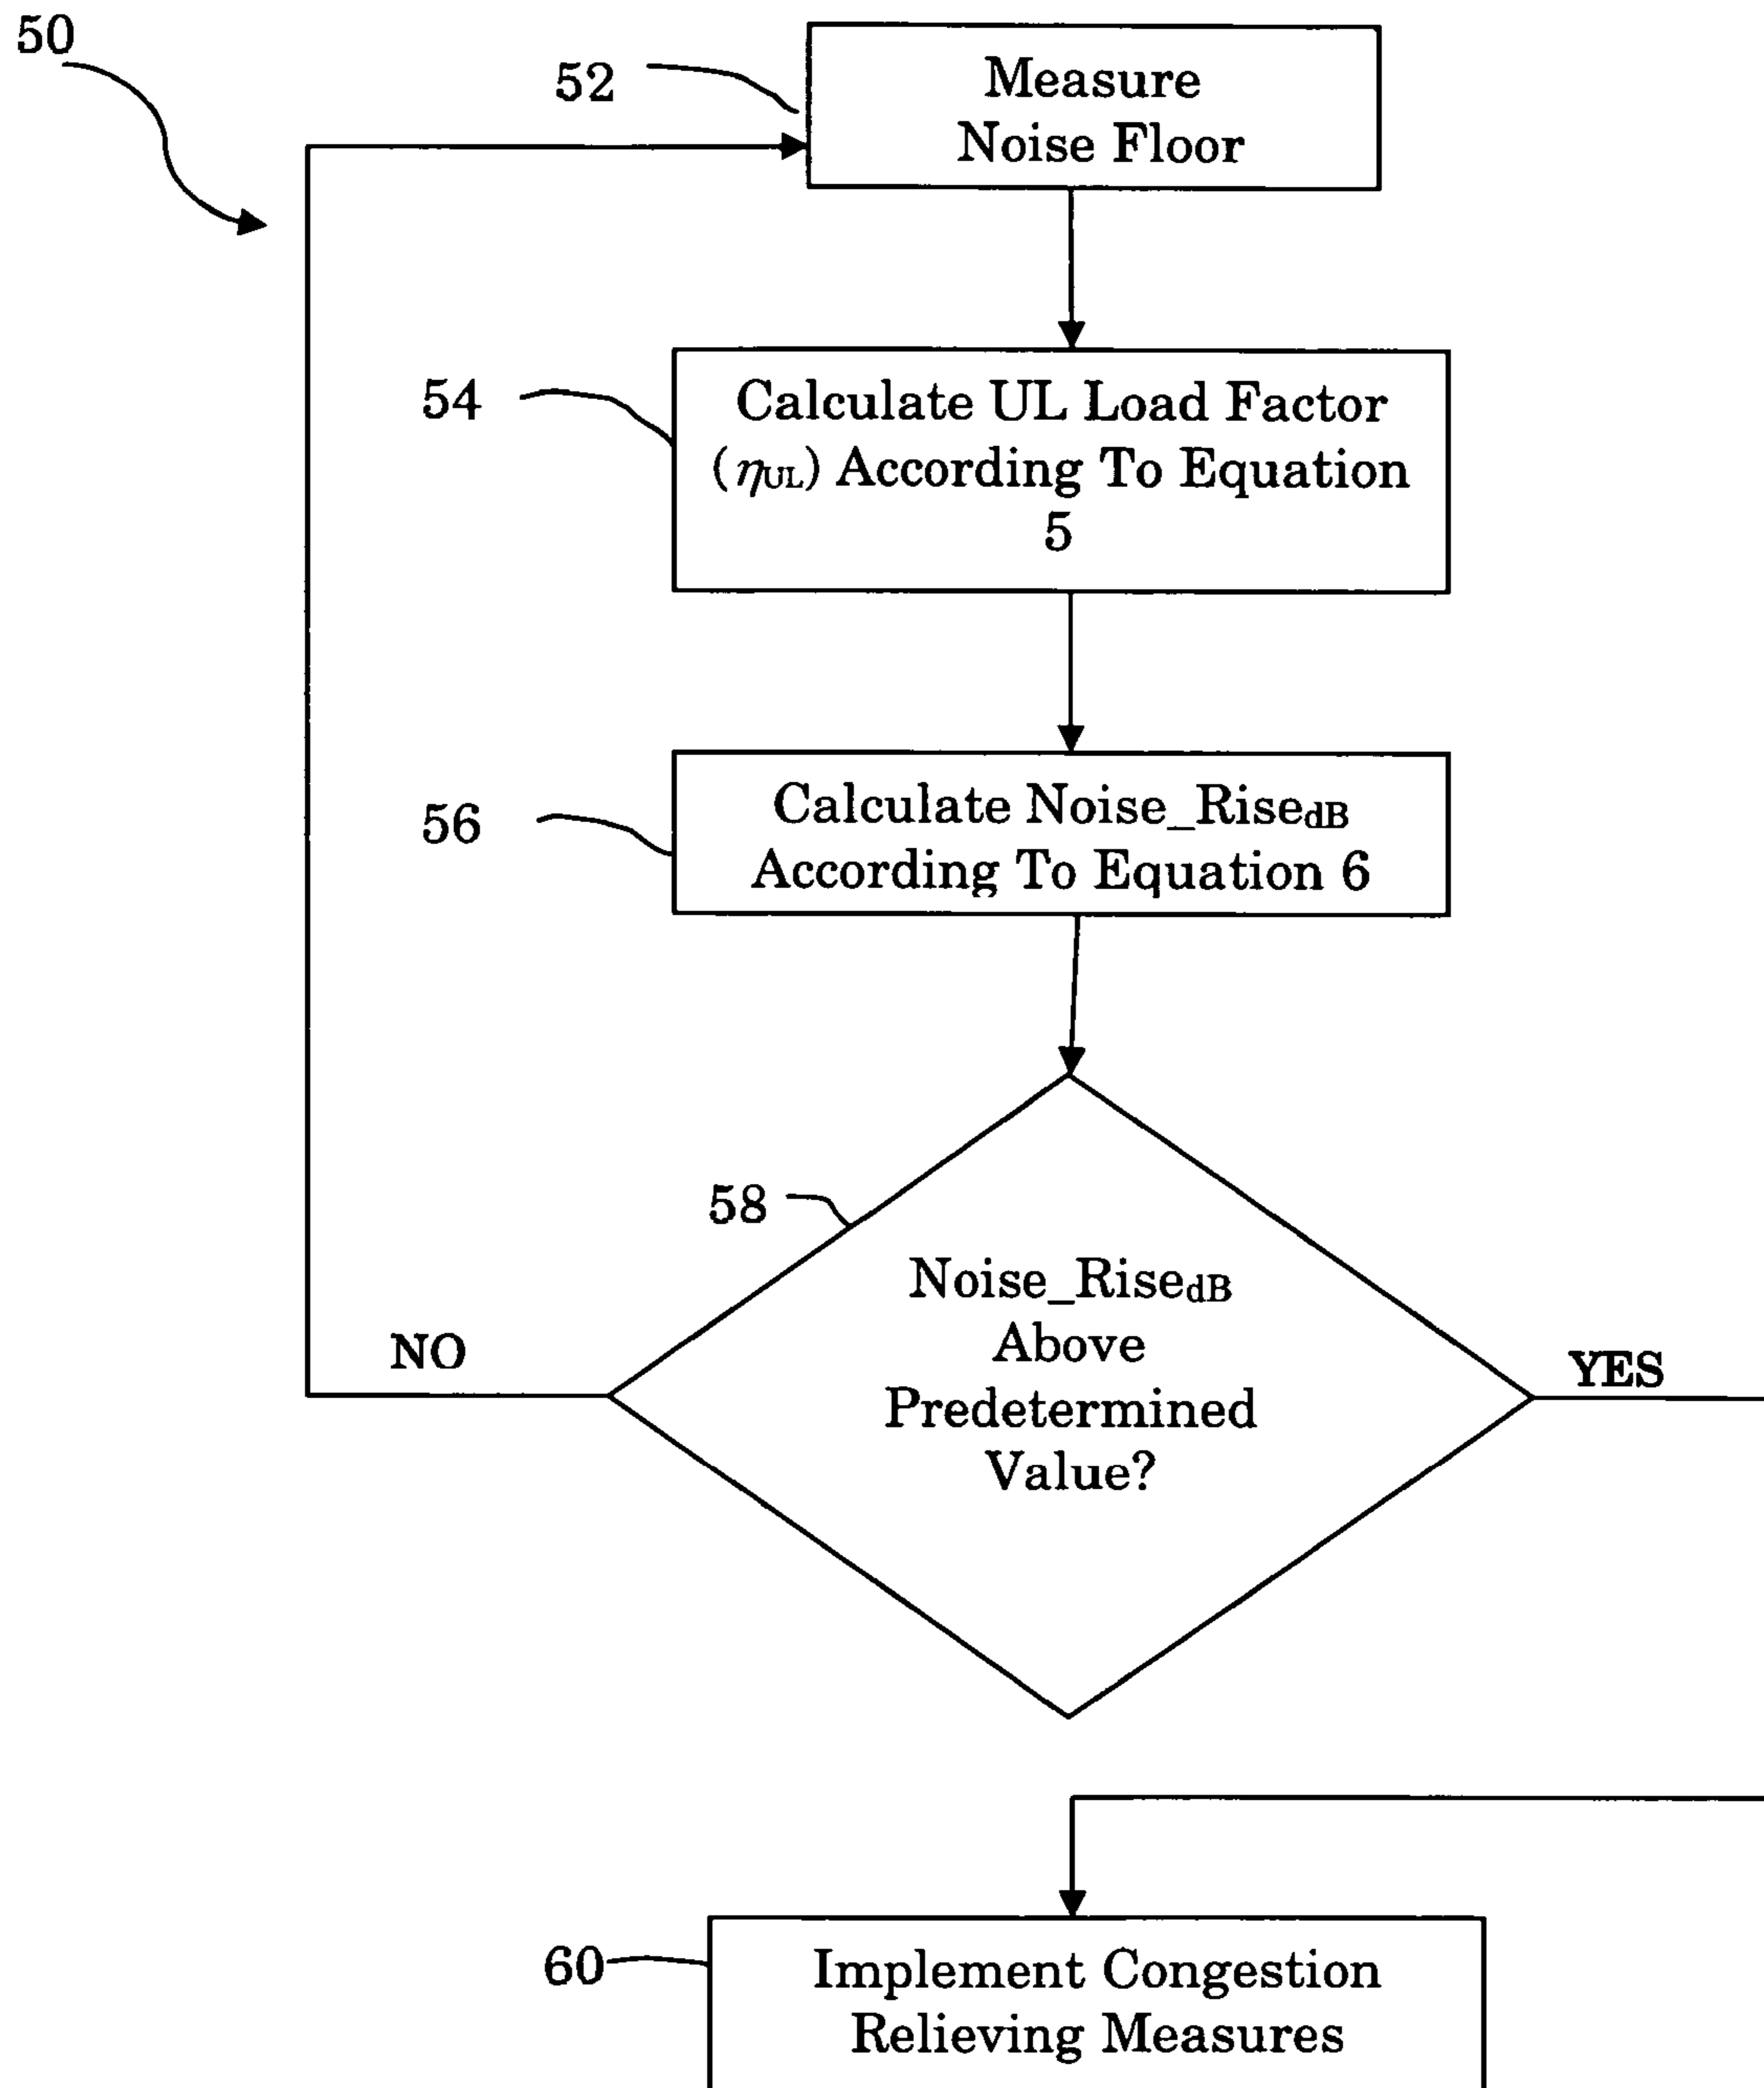 50
52
Measure
Noise Floor
54
Calculate UL Load Factor
(ηUL) According To Equation
5
56
Calculate Noise_RisedB
According To Equation 6
58
Noise_RisedB
Above
Predetermined
Value?
NO
YES
60
Implement Congestion
Relieving Measures